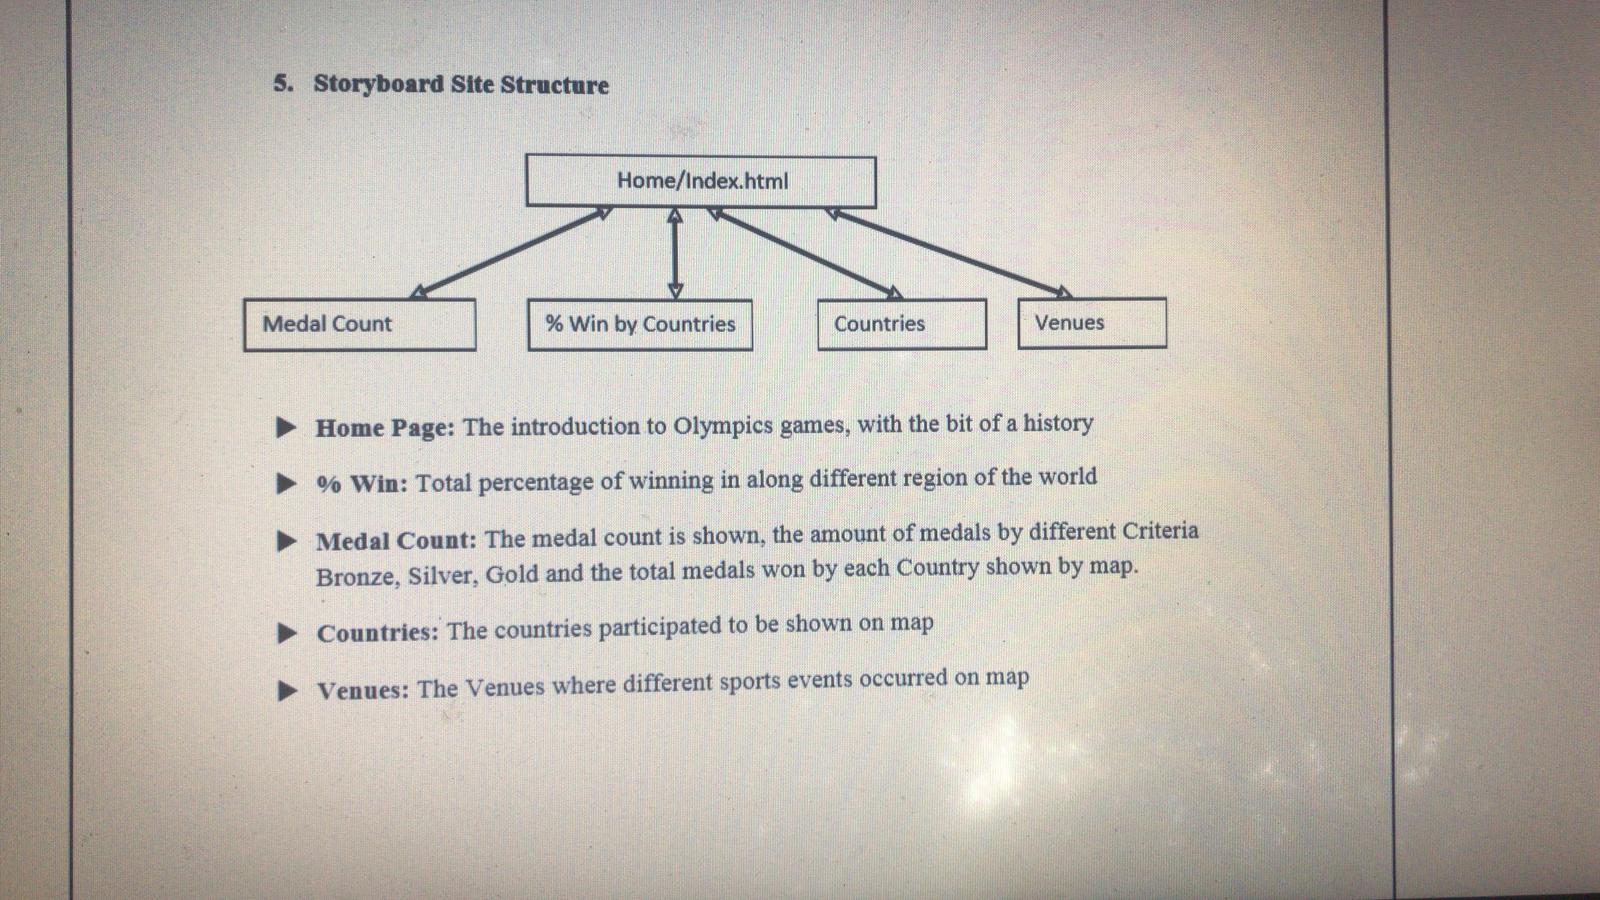 5. Storyboard Site Structure
Home/Index.html
Medal Count
% Win by Countries
Countries
Venues
Home Page: The introduction to Olympics games, with the bit of a history
% Win: Total percentage of winning in along different region of the world
Medal Count: The medal count is shown, the amount of medals by different Criteria
Bronze, Silver, Gold and the total medals won by each Country shown by map.
Countries: The countries participated to be shown on map
Venues: The Venues where different sports events occurred on map